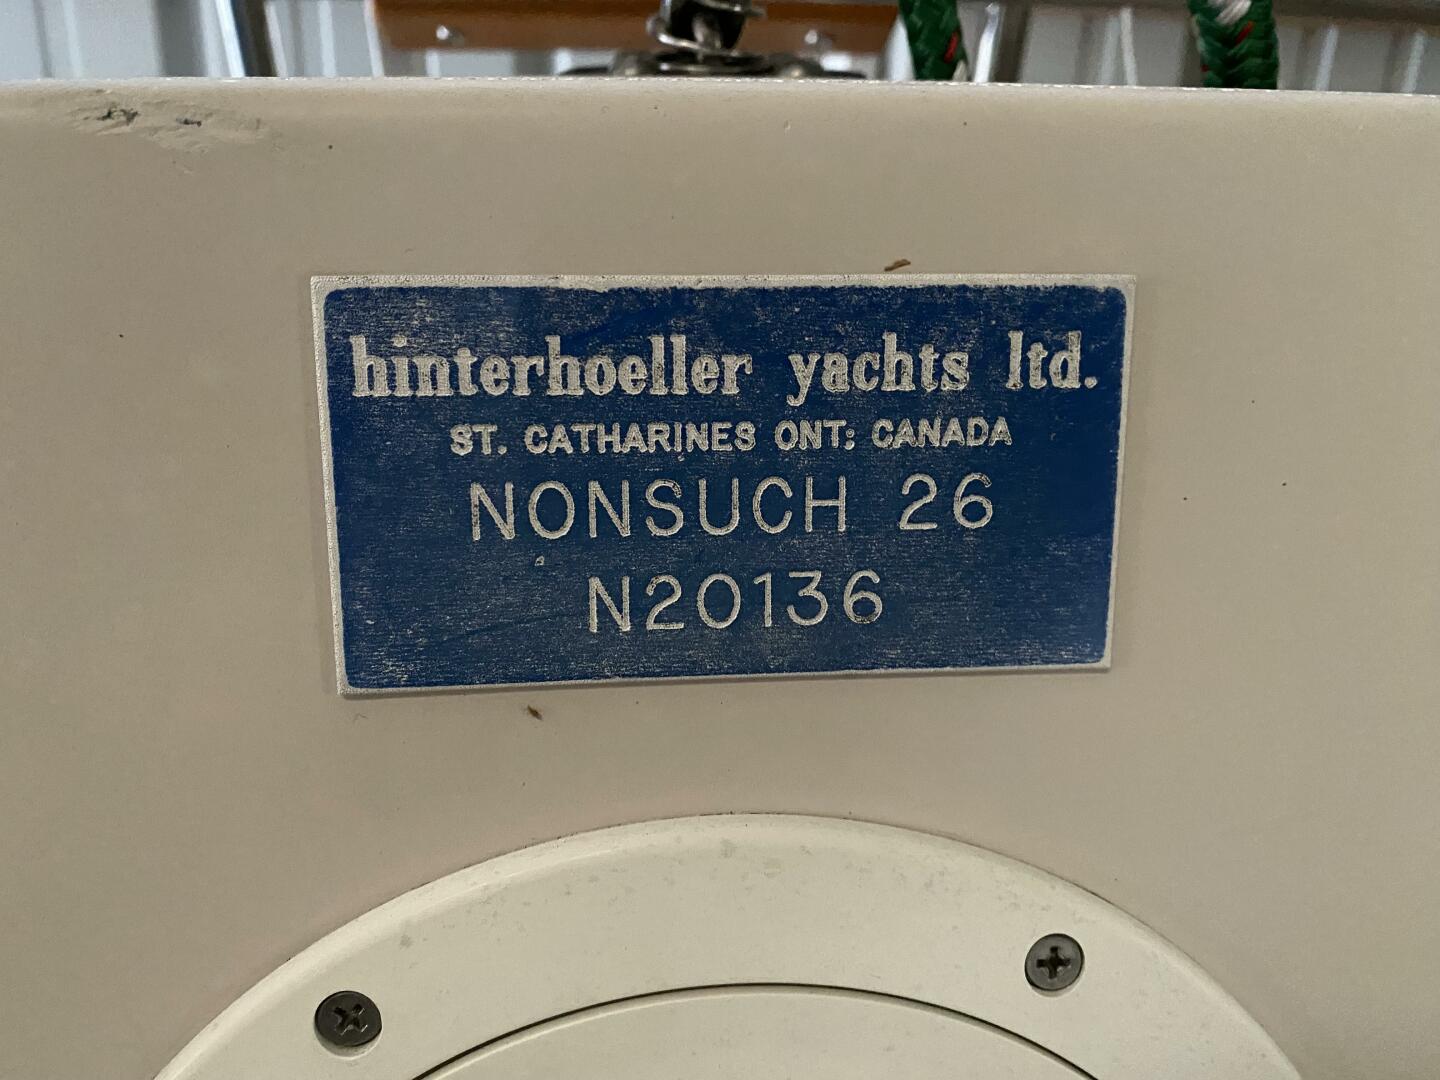 hinterhoeller yachts ltd.
ST. CATHARINES ONT; CANADA
NONSUCH 26
N20136